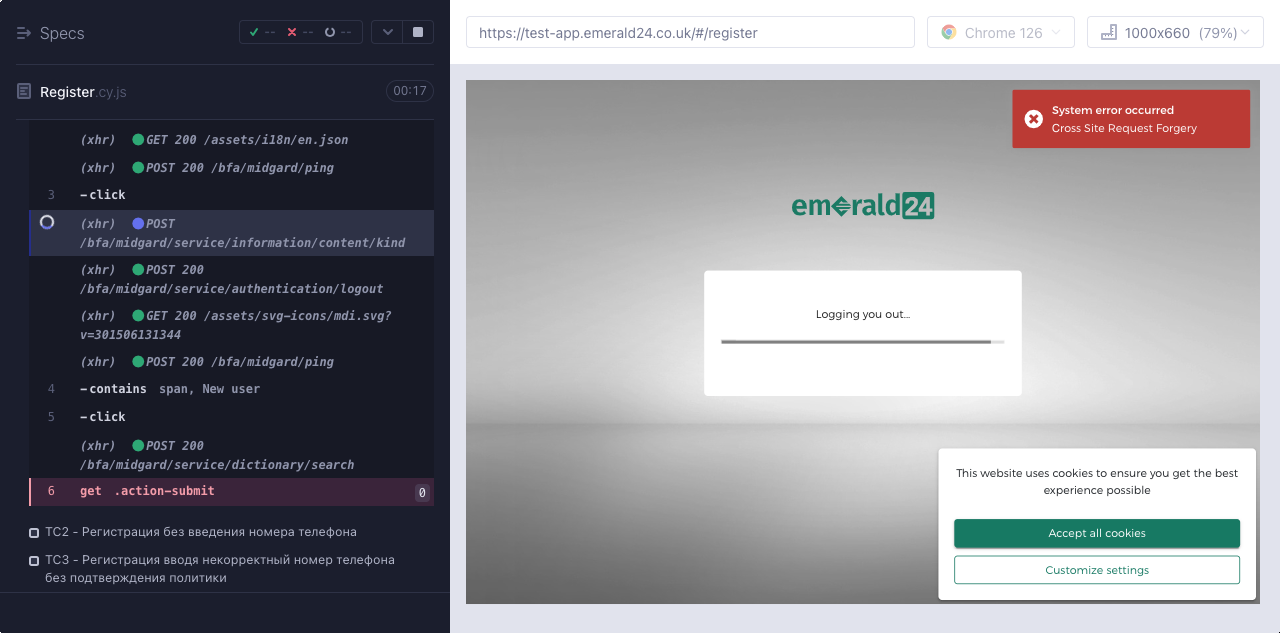 Specs
-- -- --
Register.cy.js
00:17
(xhr) GET 200 /assets/i18n/en.json
(xhr) POST 200 /bfa/midgard/ping
3 -click
(xhr) POST
/bfa/midgard/service/information/content/kind
(xhr) POST 200
/bfa/midgard/service/authentication/logout
(xhr) GET 200 /assets/svg-icons/mdi.svg?
v=301506131344
(xhr) POST 200 /bfa/midgard/ping
4 -contains span, New user
5 -click
(xhr) POST 200
/bfa/midgard/service/dictionary/search
6 get .action-submit 0
TC2 - Регистрация без введения номера телефона
TC3 - Регистрация вводя некорректный номер телефона
без подтверждения политики
https://test-app.emerald24.co.uk/#/register
Chrome 126
1000x660 (79%)
System error occurred
Cross Site Request Forgery
emerald24
Logging you out...
This website uses cookies to ensure you get the best
experience possible
Accept all cookies
Customize settings